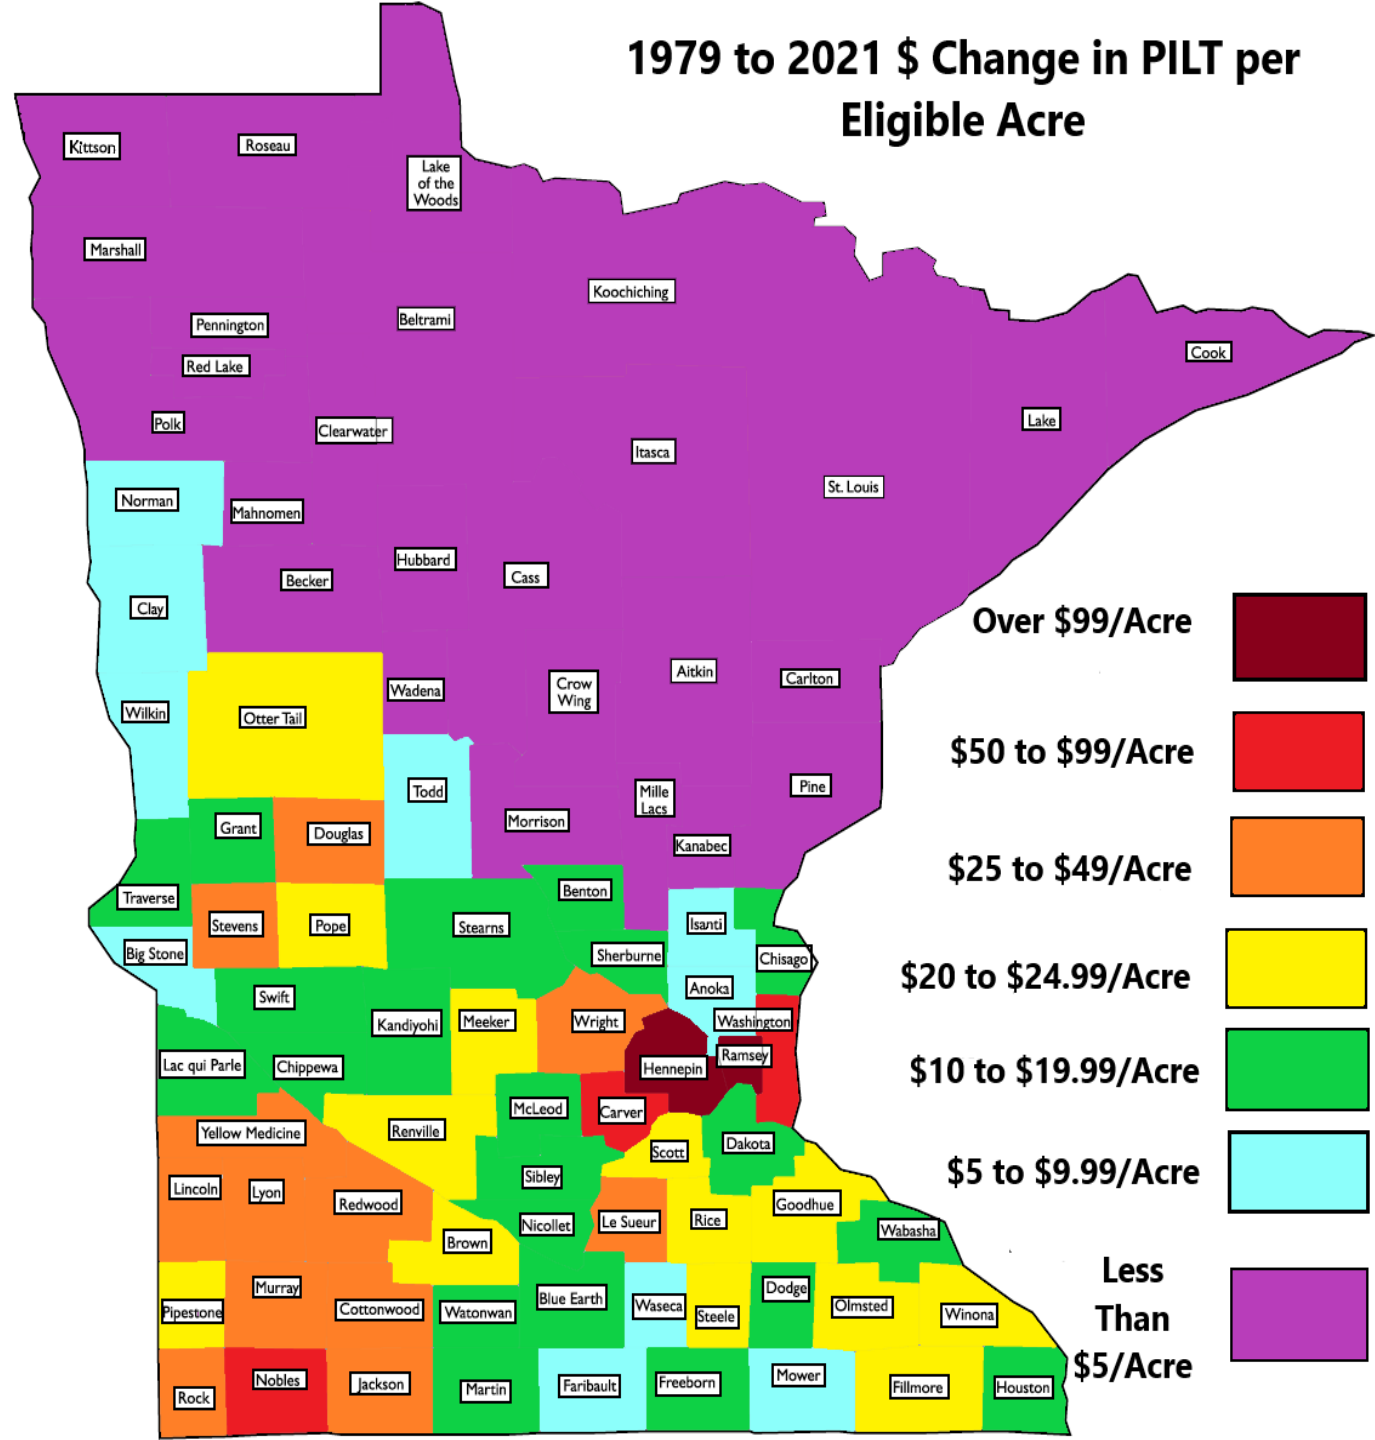 1979 to 2021 $ Change in PILT per
Eligible Acre
Kittson
Roseau
Lake
of the
Woods
Marshall
Koochiching
Pennington
Beltrami
Red Lake
Cook
Polk
Clearwater
Lake
Itasca
St. Louis
Norman
Mahnomen
Hubbard
Becker
Cass
Clay
Over $99/Acre
Aitkin
Carlton
Wadena
Crow
Wing
Wilkin
Otter Tail
$50 to $99/Acre
Todd
Mille
Lacs
Pine
Morrison
Grant
Douglas
Kanabec
$25 to $49/Acre
Benton
Traverse
Stevens
Pope
Stearns
Isanti
Big Stone
Sherburne
Chisago
$20 to $24.99/Acre
Anoka
Swift
Kandiyohi
Meeker
Wright
Washington
Ramsey
Lac qui Parle
Chippewa
Hennepin
$10 to $19.99/Acre
McLeod
Carver
Yellow Medicine
Renville
Dakota
Scott
$5 to $9.99/Acre
Sibley
Lincoln
Lyon
Redwood
Goodhue
Nicollet
Le Sueur
Rice
Wabasha
Brown
Less
Than
$5/Acre
Murray
Dodge
Blue Earth
Pipestone
Cottonwood
Watonwan
Waseca
Steele
Olmsted
Winona
Rock
Nobles
Jackson
Martin
Faribault
Freeborn
Mower
Fillmore
Houston